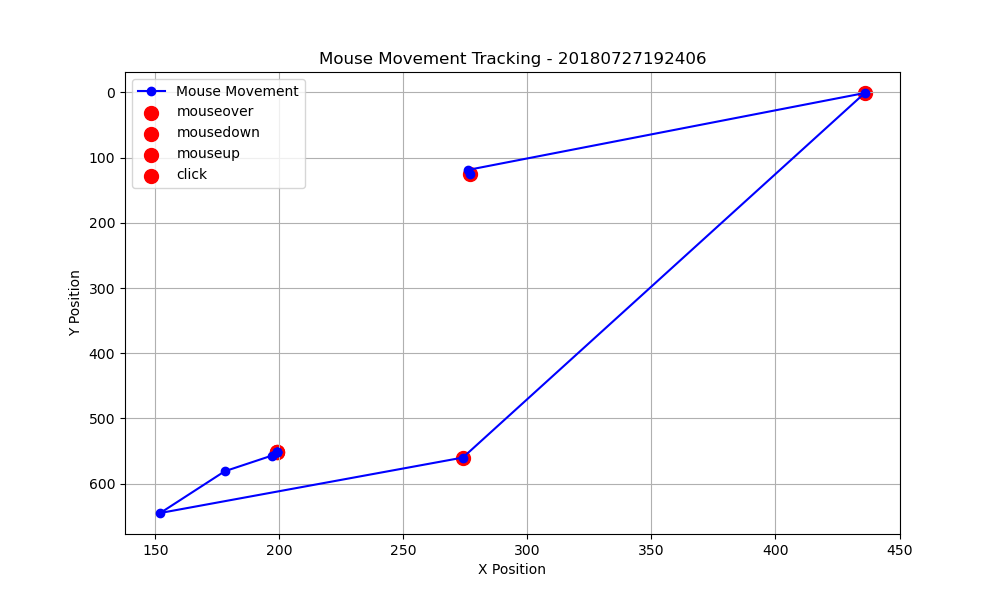 Mouse Movement Tracking - 20180727192406
Mouse Movement
mouseover
mousedown
mouseup
click
0
100
200
300
400
500
600
Y Position
150
200
250
300
350
400
450
X Position